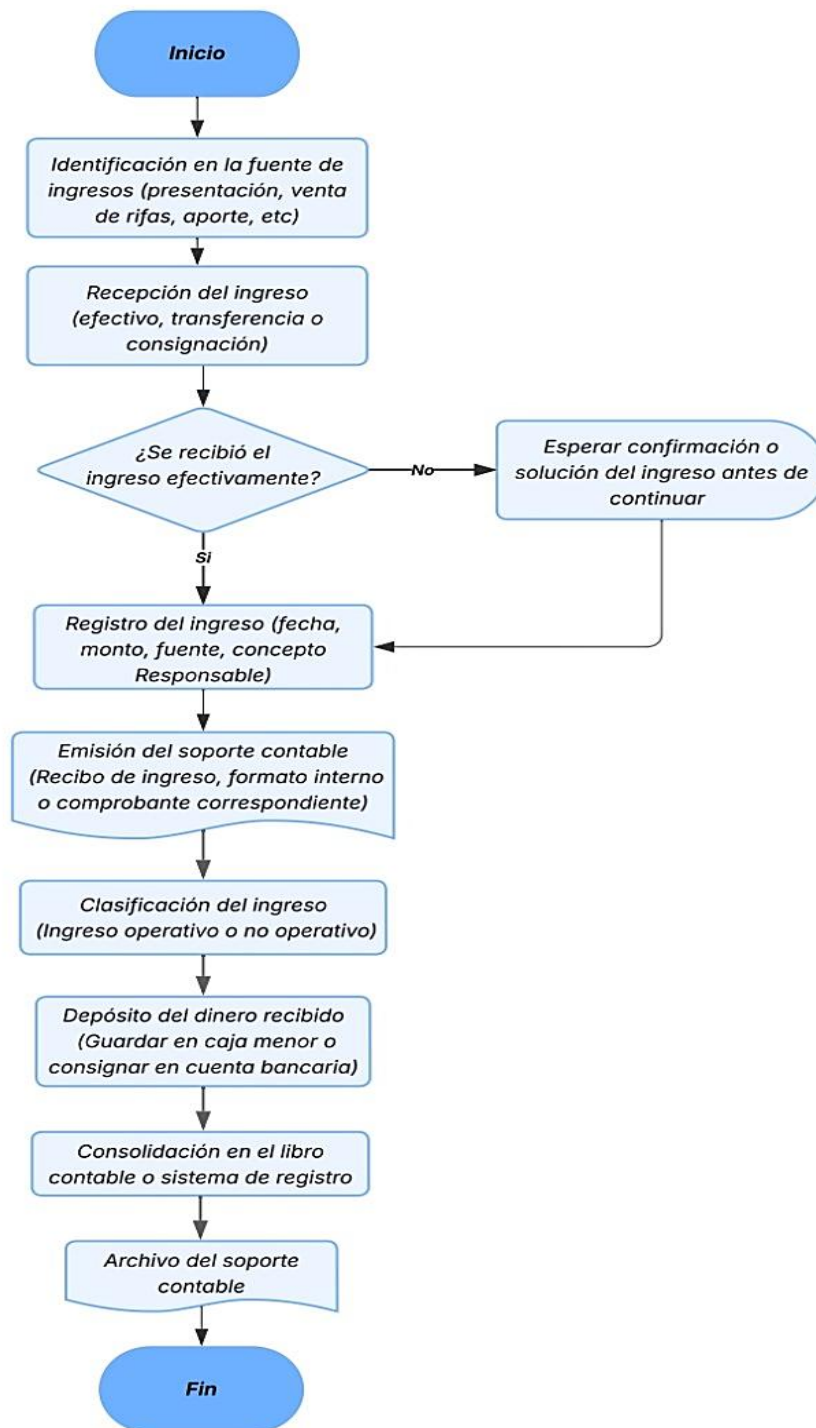 Inicio
Identificación en la fuente de
ingresos (presentación, venta
de rifas, aporte, etc)
Recepción del ingreso
(efectivo, transferencia o
consignación)
¿Se recibió el
ingreso efectivamente?
No
Esperar confirmación o
solución del ingreso antes de
continuar
Si
Registro del ingreso (fecha,
monto, fuente, concepto
Responsable)
Emisión del soporte contable
(Recibo de ingreso, formato interno
o comprobante correspondiente)
Clasificación del ingreso
(Ingreso operativo o no operativo)
Depósito del dinero recibido
(Guardar en caja menor o
consignar en cuenta bancaria)
Consolidación en el libro
contable o sistema de registro
Archivo del soporte
contable
Fin